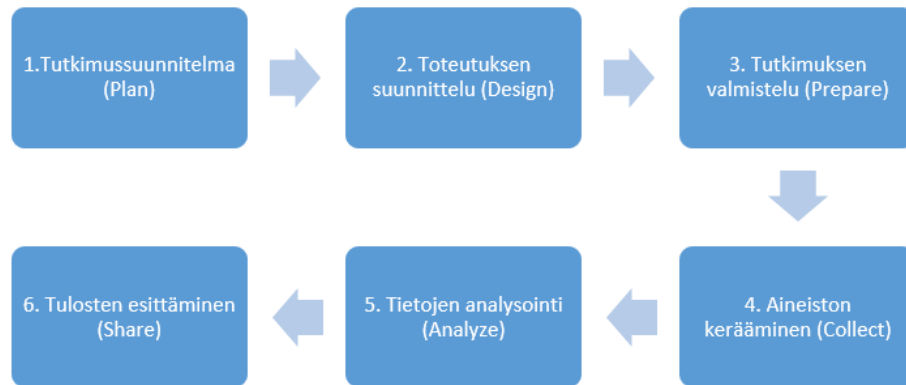 1.Tutkimussuunnitelma
(Plan)
2. Toteutuksen
suunnittelu (Design)
3. Tutkimuksen
valmistelu (Prepare)
4. Aineiston
kerääminen (Collect)
5. Tietojen analysointi
(Analyze)
6. Tulosten esittäminen
(Share)